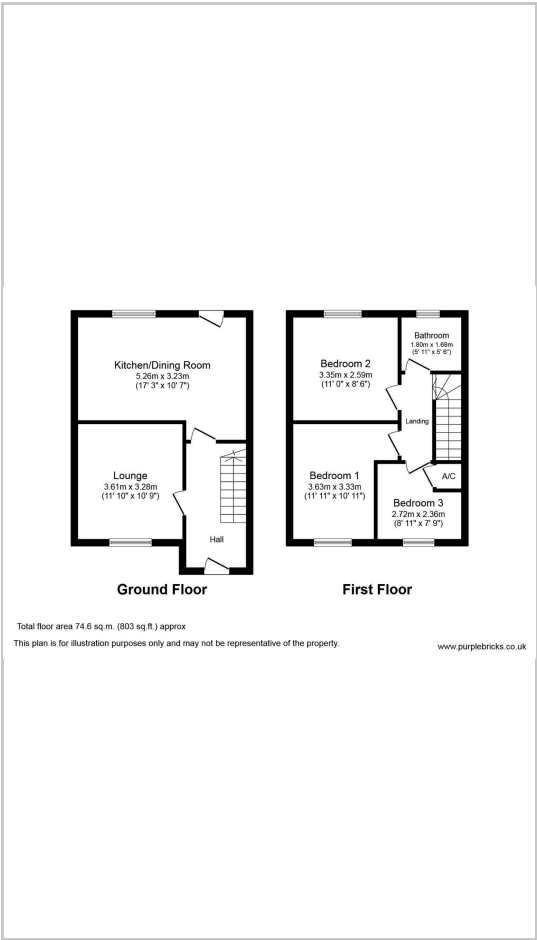 Kitchen/Dining Room
5.26m x 3.23m
(17' 3" x 10' 7")
Lounge
3.61m x 3.28m
(11' 10" x 10' 9")
Hall
Ground Floor
Bathroom
1.80m x 1.68m
(5' 11" x 5' 6")
Bedroom 2
3.35m x 2.59m
(11' 0" x 8' 6")
Landing
Bedroom 1
3.63m x 3.33m
(11' 11" x 10' 11")
A/C
Bedroom 3
2.72m x 2.36m
(8' 11" x 7' 9")
First Floor
Total floor area 74.6 sq.m. (803 sq.ft.) approx
This plan is for illustration purposes only and may not be representative of the property.
www.purplebricks.co.uk